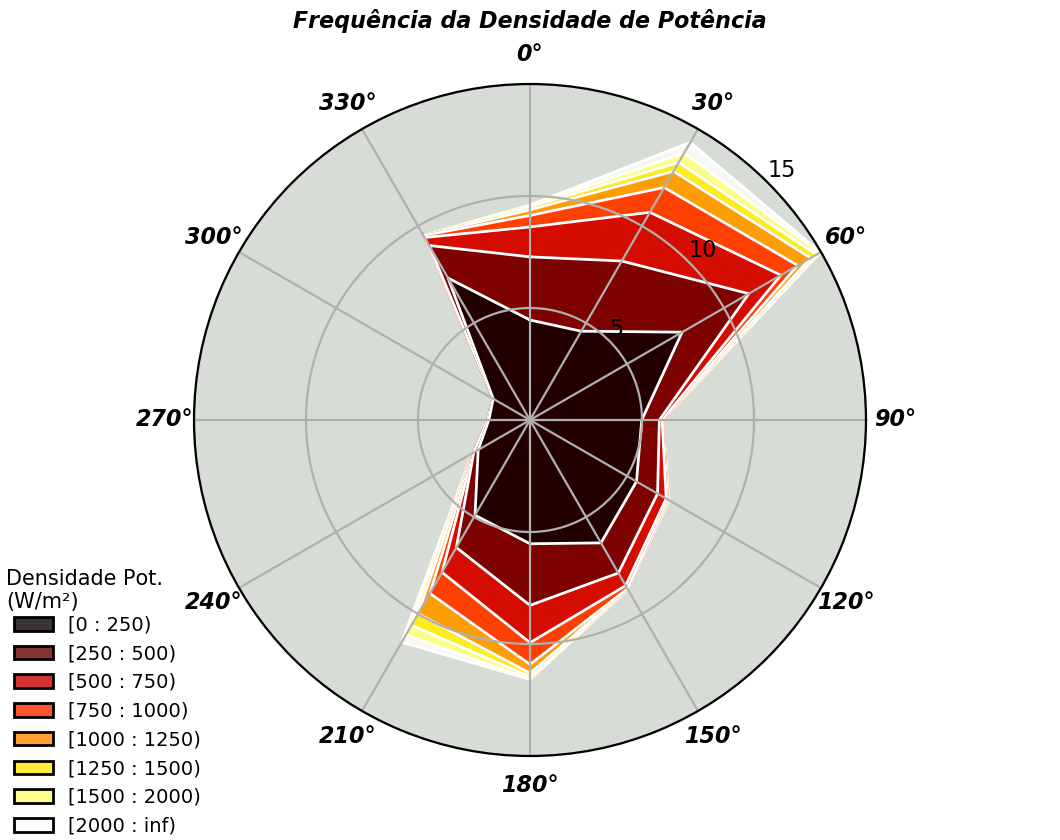 Frequência da Densidade de Potência
0°
330°
30°
15
300°
60°
10
5
270°
90°
240°
120°
210°
150°
180°
Densidade Pot.
(W/m²)
[0 : 250)
[250 : 500)
[500 : 750)
[750 : 1000)
[1000 : 1250)
[1250 : 1500)
[1500 : 2000)
[2000 : inf)